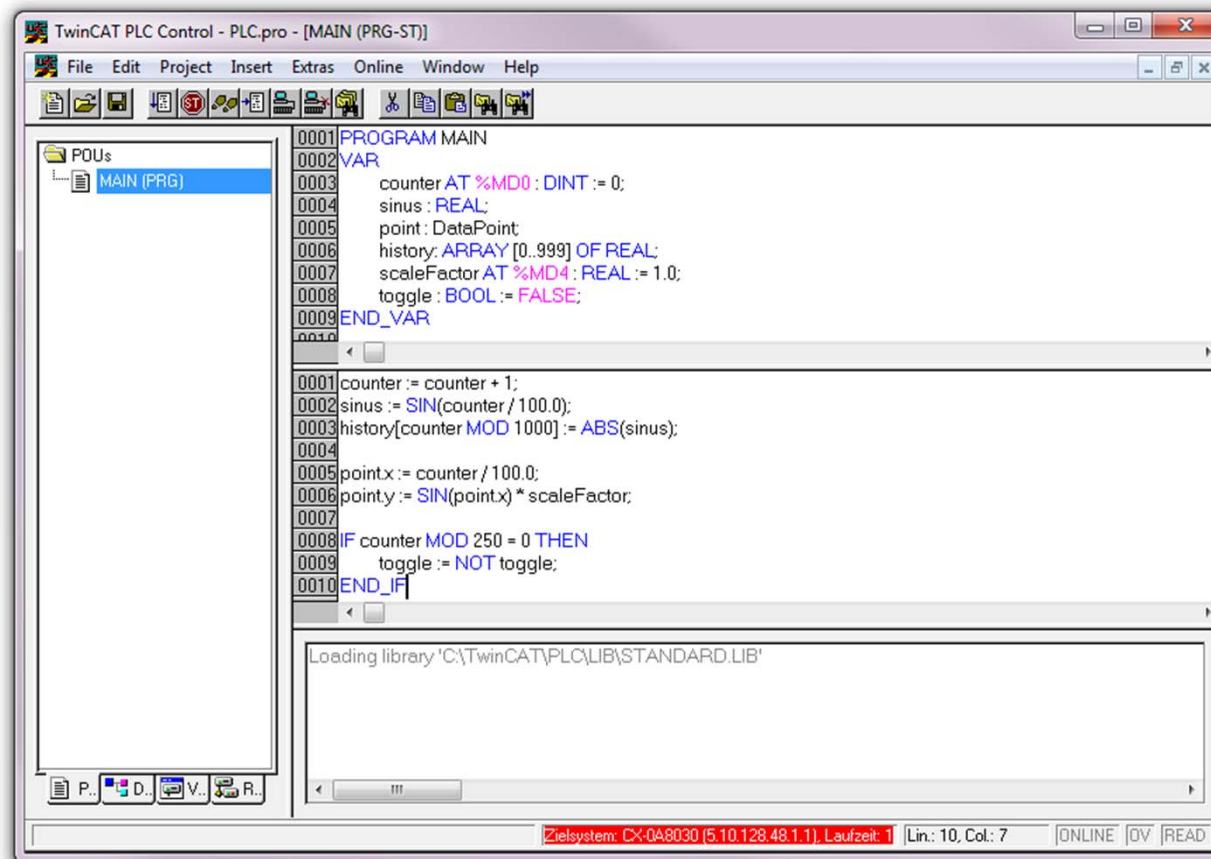 TwinCAT PLC Control - PLC.pro - [MAIN (PRG-ST)]
File Edit Project Insert Extras Online Window Help
POUs
MAIN (PRG)
0001 PROGRAM MAIN
0002 VAR
0003 counter AT %MD0 : DINT := 0;
0004 sinus : REAL;
0005 point : DataPoint;
0006 history: ARRAY [0..999] OF REAL;
0007 scaleFactor AT %MD4 : REAL := 1.0;
0008 toggle : BOOL := FALSE;
0009 END_VAR
0010
0001 counter := counter + 1;
0002 sinus := SIN(counter / 100.0);
0003 history[counter MOD 1000] := ABS(sinus);
0004
0005 point.x := counter / 100.0;
0006 point.y := SIN(point.x) * scaleFactor;
0007
0008 IF counter MOD 250 = 0 THEN
0009 toggle := NOT toggle;
0010 END_IF
Loading library 'C:\TwinCAT\PLC\LIB\STANDARD.LIB'
P.. D.. V.. R..
Zielsystem: CX-0A8030 (5.10.128.48.1.1), Laufzeit: 1 Lin.: 10, Col.: 7 ONLINE OV READ